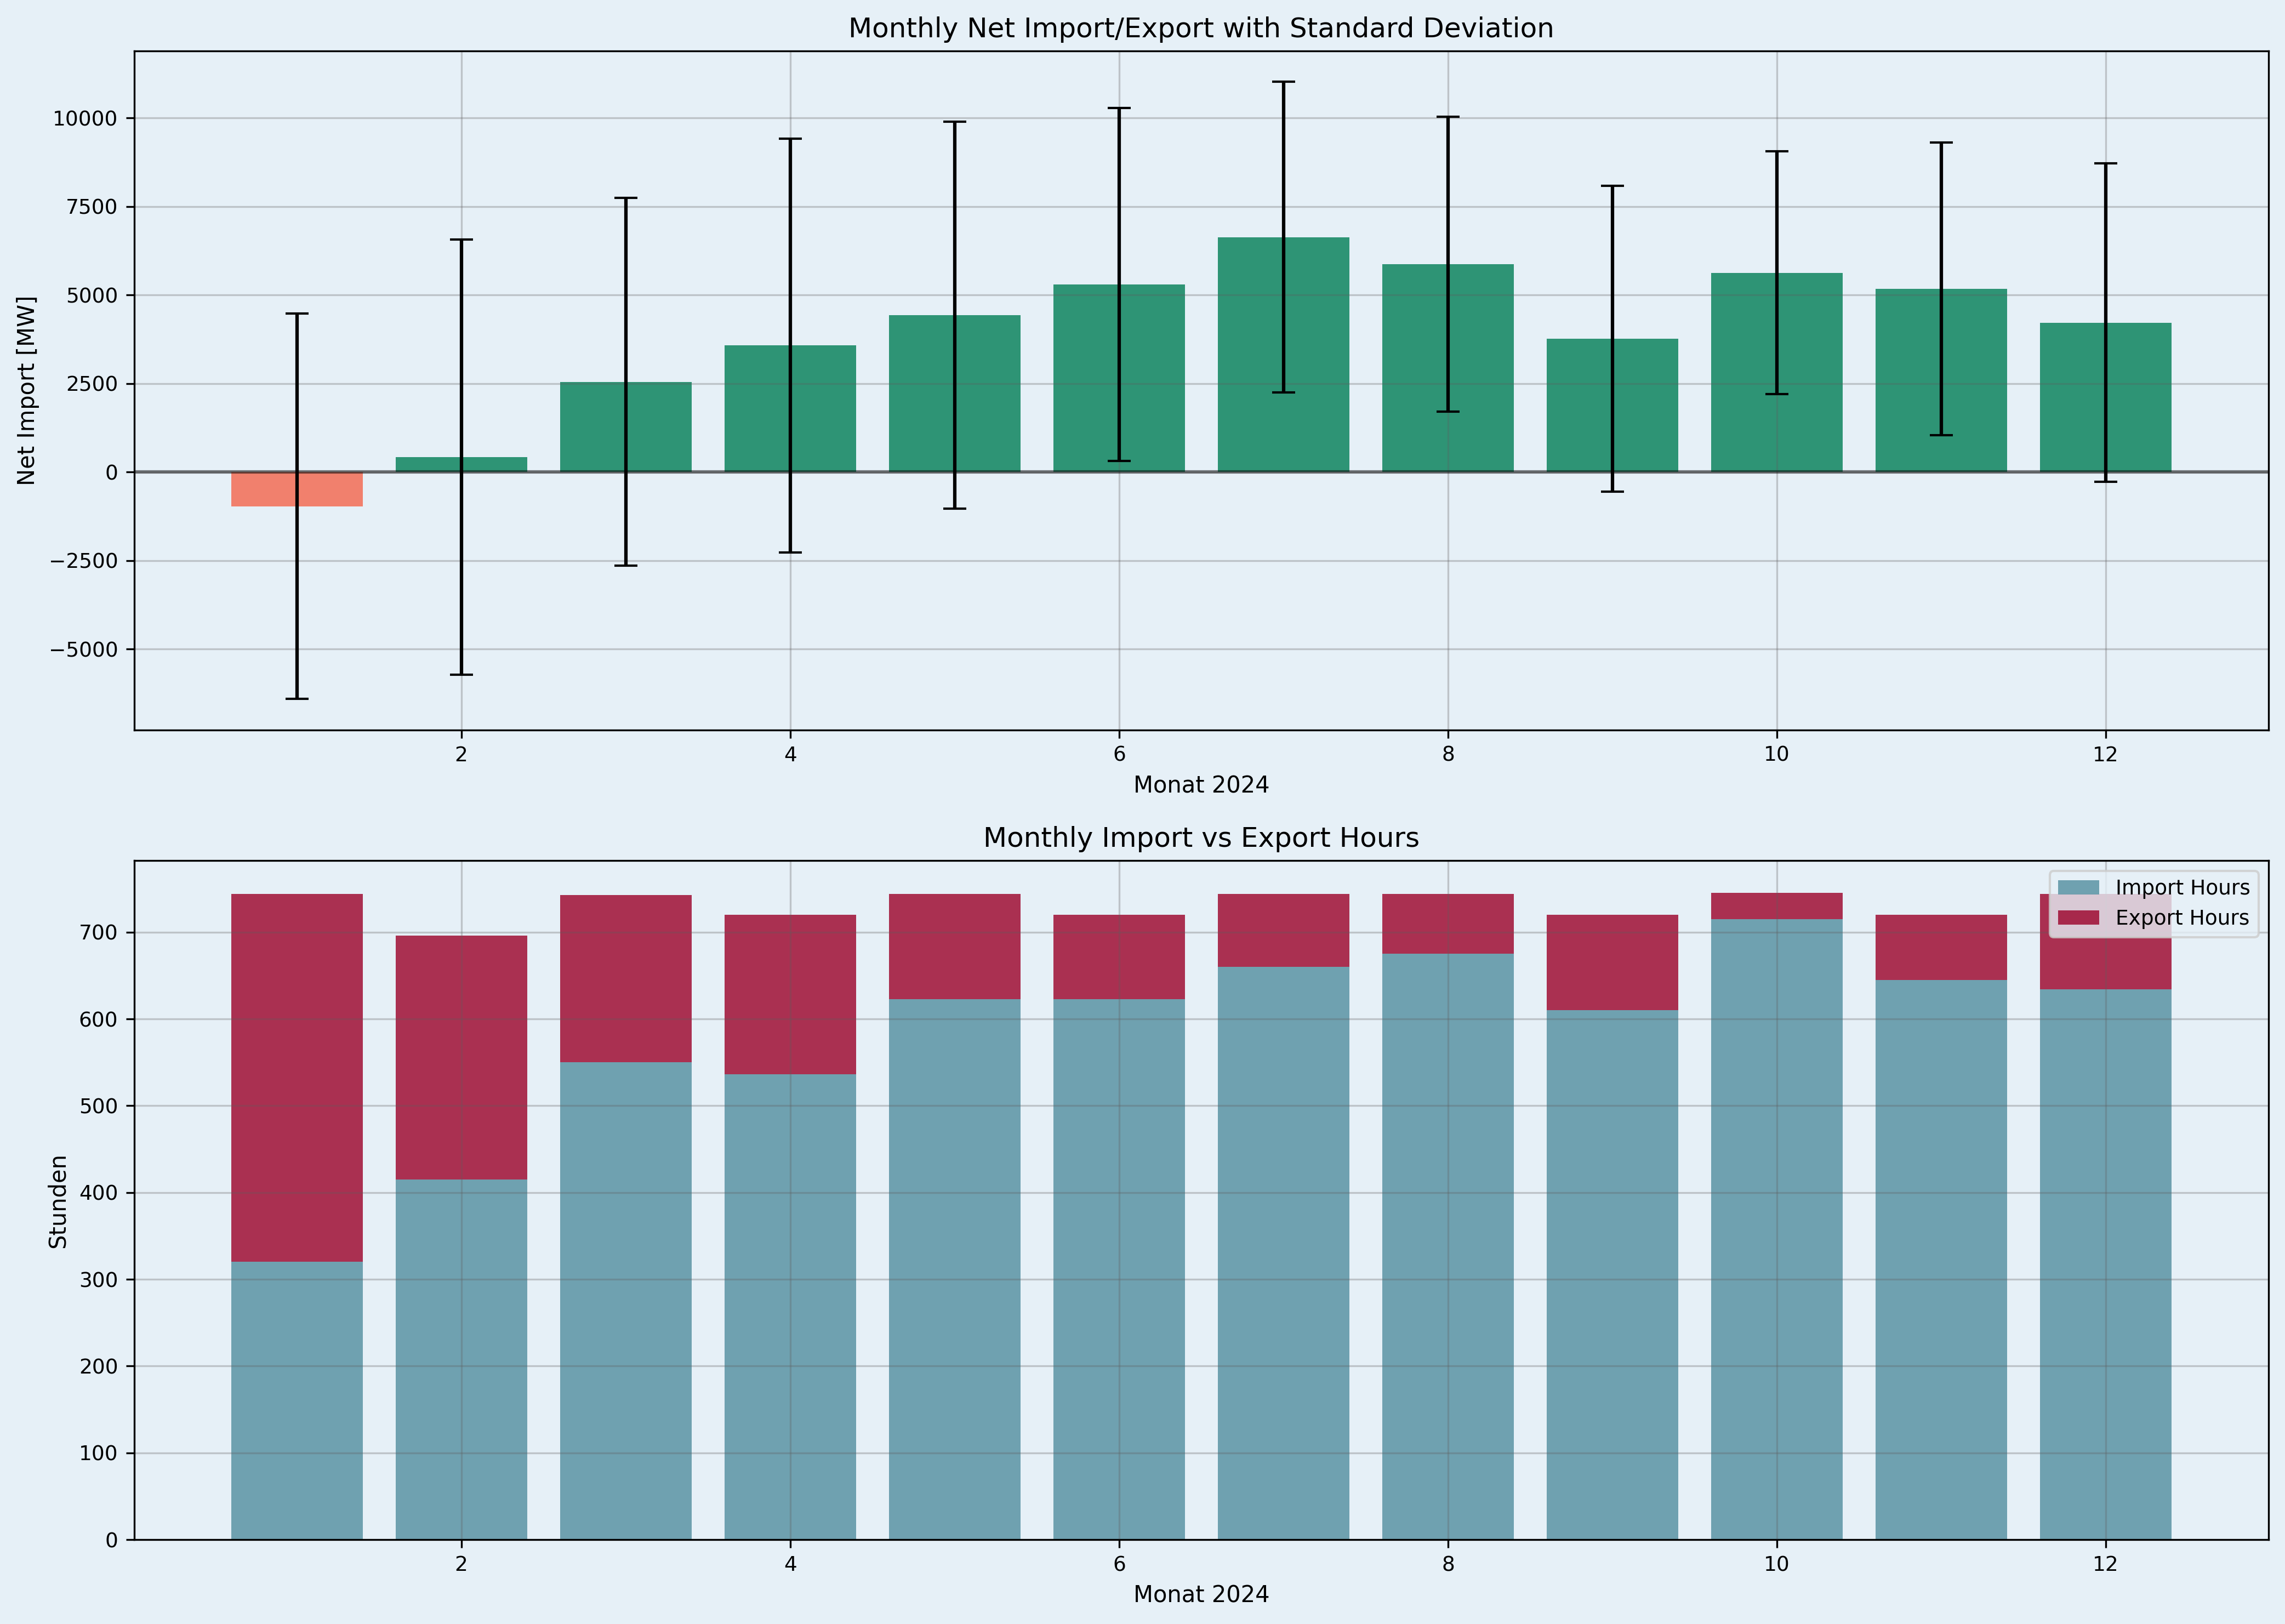 Monthly Net Import/Export with Standard Deviation
Net Import [MW]
10000
7500
5000
2500
0
−2500
−5000
2 4 6 8 10 12
Monat 2024
Monthly Import vs Export Hours
Import Hours
Export Hours
Stunden
700
600
500
400
300
200
100
0
2 4 6 8 10 12
Monat 2024